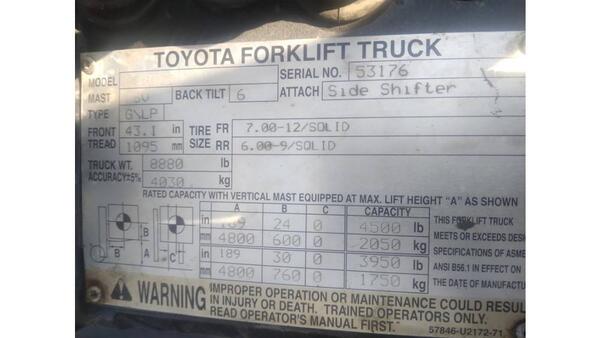 TOYOTA FORKLIFT TRUCK
MODEL
SERIAL NO. 53176
MAST SV BACK TILT 6 ATTACH Side Shifter
TYPE G\LP
FRONT TREAD 43.1 in TIRE SIZE FR 7.00-12/SOLID
1095 mm RR 6.00-9/SOLID
TRUCK WT. 8880 lb
ACCURACY±5% 4030 kg
RATED CAPACITY WITH VERTICAL MAST EQUIPPED AT MAX. LIFT HEIGHT "A" AS SHOWN
A B C CAPACITY
in 189 24 0 4500 lb
mm 4800 600 0 2050 kg
in 189 30 0 3950 lb
mm 4800 760 0 1750 kg
A
B
B
C
THIS FORKLIFT TRUCK
MEETS OR EXCEEDS
SPECIFICATIONS OF
ANSI B56.1 IN EFFECT ON
THE DATE OF
WARNING
IMPROPER OPERATION OR MAINTENANCE COULD RESULT
IN INJURY OR DEATH. TRAINED OPERATORS ONLY.
READ OPERATOR'S MANUAL FIRST.
57846-U2172-71